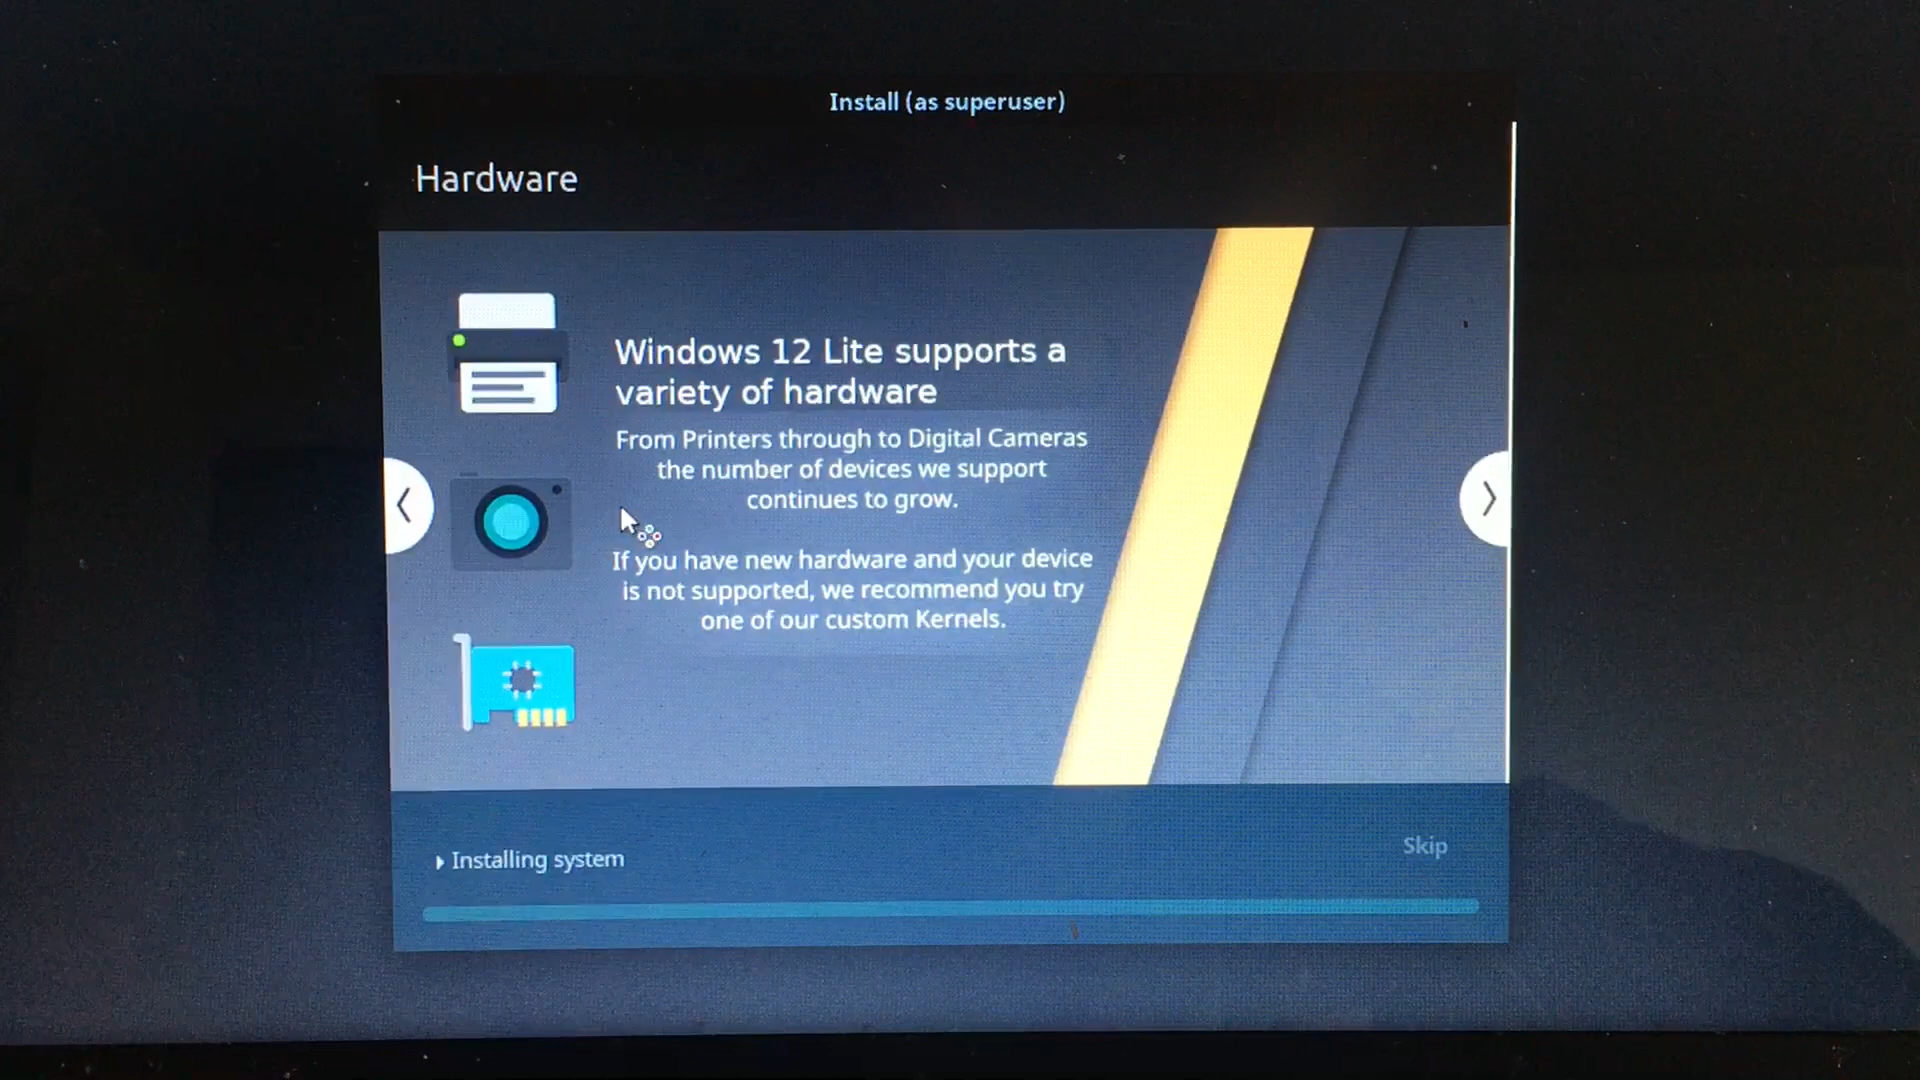 Install (as superuser)
Hardware
Windows 12 Lite supports a
variety of hardware
From Printers through to Digital Cameras
the number of devices we support
continues to grow.
If you have new hardware and your device
is not supported, we recommend you try
one of our custom Kernels.
Installing system
Skip